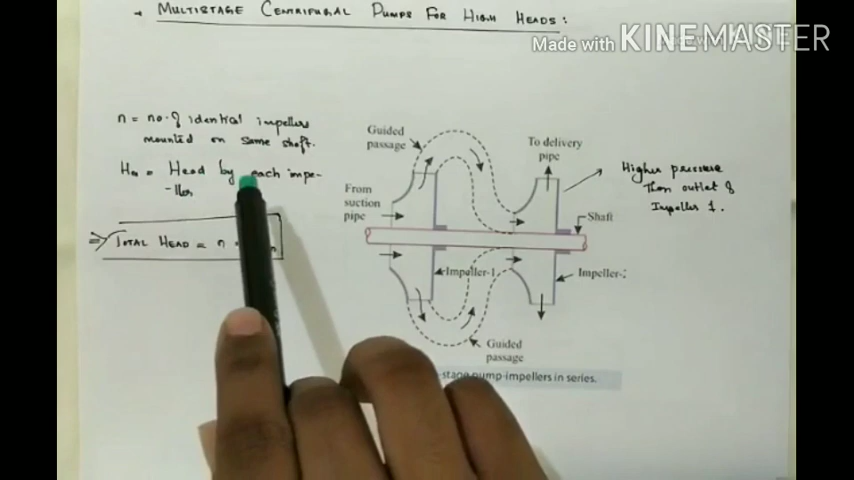 → MULTISTAGE CENTRIFUGAL PUMPS FOR HIGH HEADS:
Made with KINEMASTER
n = no. of identical impellers
mounted on same shaft.
= Head by each impe-
-ller
⇒ TOTAL HEAD = n
Guided
passage
To delivery
pipe
From
suction
pipe
Shaft
Impeller-1
Impeller-
Guided
passage
-stage pump-impellers in series.
Higher pressure
Then outlet of
Impeller 1.